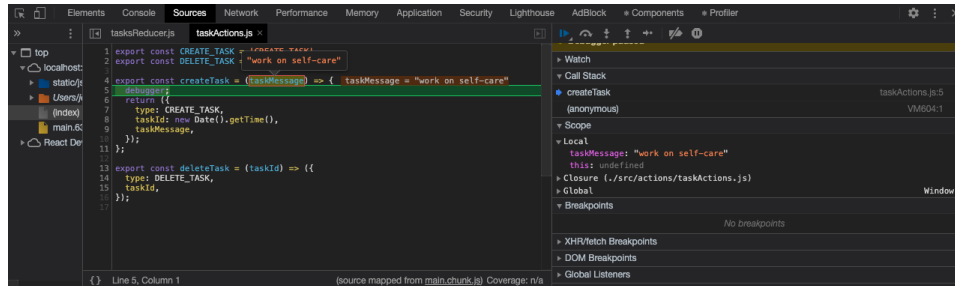 Elements Console Sources Network Performance Memory Application Security Lighthouse AdBlock Components Profiler
tasksReducer.js taskActions.js ×
top
localhost:
static/js
(index)
main.63
React De
1 export const CREATE_TASK =
2 export const DELETE_TASK =
"work on self-care"
4 export const createTask = (taskMessage) => { taskMessage = "work on self-care"
5 debugger;
6 return ({
7 type: CREATE_TASK,
8 taskId: new Date().getTime(),
9 taskMessage,
10 });
11 };
12
13 export const deleteTask = (taskId) => ({
14 type: DELETE_TASK,
15 taskId,
16 });
17
{} Line 5, Column 1 (source mapped from main.chunk.js) Coverage: n/a
Watch
Call Stack
createTask taskActions.js:5
(anonymous) VM604:1
Scope
Local
taskMessage: "work on self-care"
this: undefined
Closure (./src/actions/taskActions.js)
Global Window
Breakpoints
No breakpoints
XHR/fetch Breakpoints
DOM Breakpoints
Global Listeners